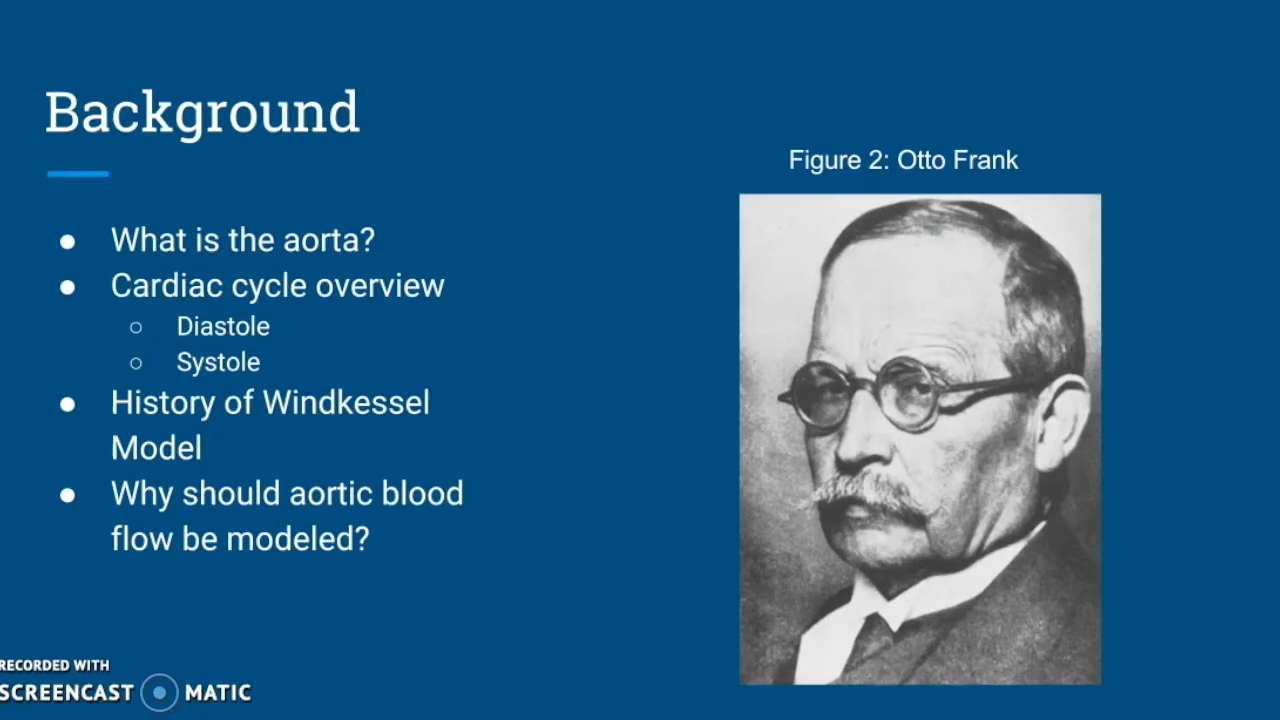 Background
Figure 2: Otto Frank
● What is the aorta?
● Cardiac cycle overview
○ Diastole
○ Systole
● History of Windkessel
Model
● Why should aortic blood
flow be modeled?
RECORDED WITH
SCREENCAST MATIC